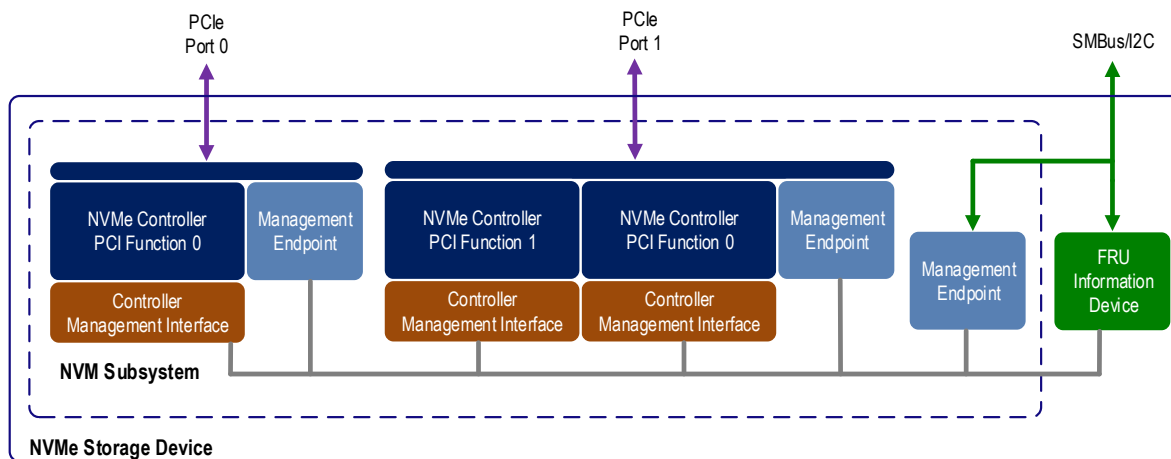 PCIe
Port 0
PCIe
Port 1
SMBus/I2C
NVMe Controller
PCI Function 0
Management
Endpoint
NVMe Controller
PCI Function 1
NVMe Controller
PCI Function 0
Management
Endpoint
Management
Endpoint
FRU
Information
Device
Controller
Management Interface
Controller
Management Interface
Controller
Management Interface
NVM Subsystem
NVMe Storage Device